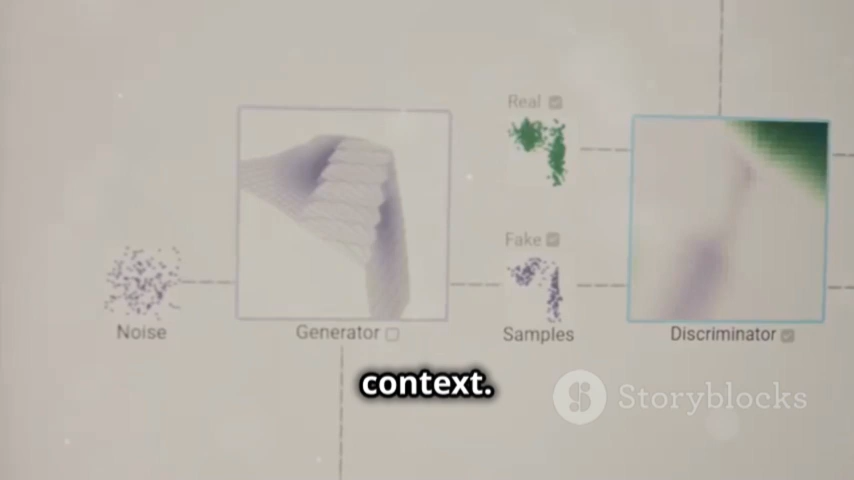 Real
Fake
Noise
Generator
Samples
Discriminator
context.
Storyblocks